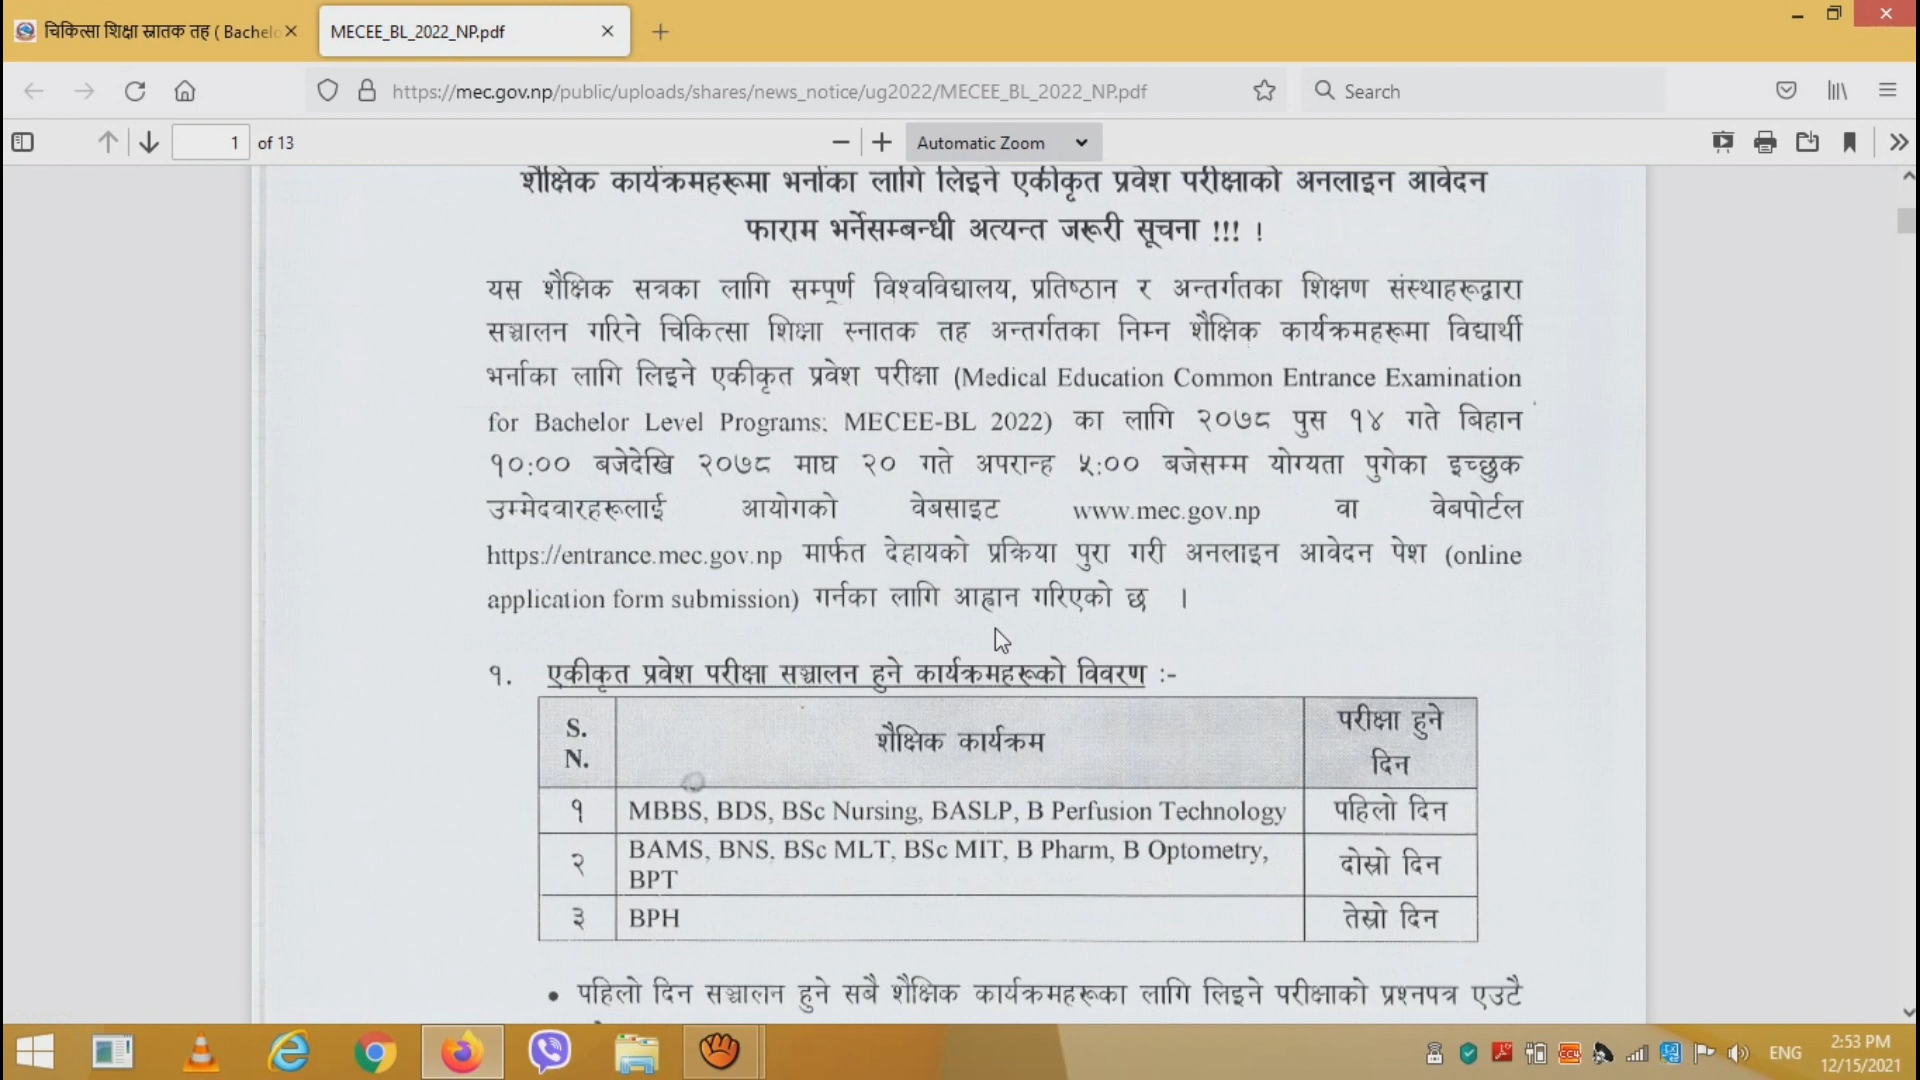 चिकित्सा शिक्षा स्नातक तह ( Bachelo
MECEE_BL_2022_NP.pdf
https://mec.gov.np/public/uploads/shares/news_notice/ug2022/MECEE_BL_2022_NP.pdf
Search
1 of 13
Automatic Zoom
शैक्षिक कार्यक्रमहरूमा भर्नाका लागि लिइने एकीकृत प्रवेश परीक्षाको अनलाइन आवेदन
फाराम भर्नेसम्बन्धी अत्यन्त जरूरी सूचना !!! !
यस शैक्षिक सत्रका लागि सम्पूर्ण विश्वविद्यालय, प्रतिष्ठान र अन्तर्गतका शिक्षण संस्थाहरूद्वारा
सञ्चालन गरिने चिकित्सा शिक्षा स्नातक तह अन्तर्गतका निम्न शैक्षिक कार्यक्रमहरूमा विद्यार्थी
भर्नाका लागि लिइने एकीकृत प्रवेश परीक्षा (Medical Education Common Entrance Examination
for Bachelor Level Programs: MECEE-BL 2022) का लागि २०७८ पुस १४ गते बिहान
१०:०० बजेदेखि २०७८ माघ २० गते अपरान्ह ५:०० बजेसम्म योग्यता पुगेका इच्छुक
उम्मेदवारहरूलाई आयोगको वेबसाइट www.mec.gov.np वा वेबपोर्टल
https://entrance.mec.gov.np मार्फत देहायको प्रक्रिया पुरा गरी अनलाइन आवेदन पेश (online
application form submission) गर्नका लागि आह्वान गरिएको छ ।
१. एकीकृत प्रवेश परीक्षा सञ्चालन हुने कार्यक्रमहरूको विवरण :-
S. N. शैक्षिक कार्यक्रम परीक्षा हुने दिन
१ MBBS, BDS, BSc Nursing, BASLP, B Perfusion Technology पहिलो दिन
२ BAMS, BNS, BSc MLT, BSc MIT, B Pharm, B Optometry, BPT दोस्रो दिन
३ BPH तेस्रो दिन
• पहिलो दिन सञ्चालन हुने सबै शैक्षिक कार्यक्रमहरूका लागि लिइने परीक्षाको प्रश्नपत्र एउटै
ENG
2:53 PM
12/15/2021